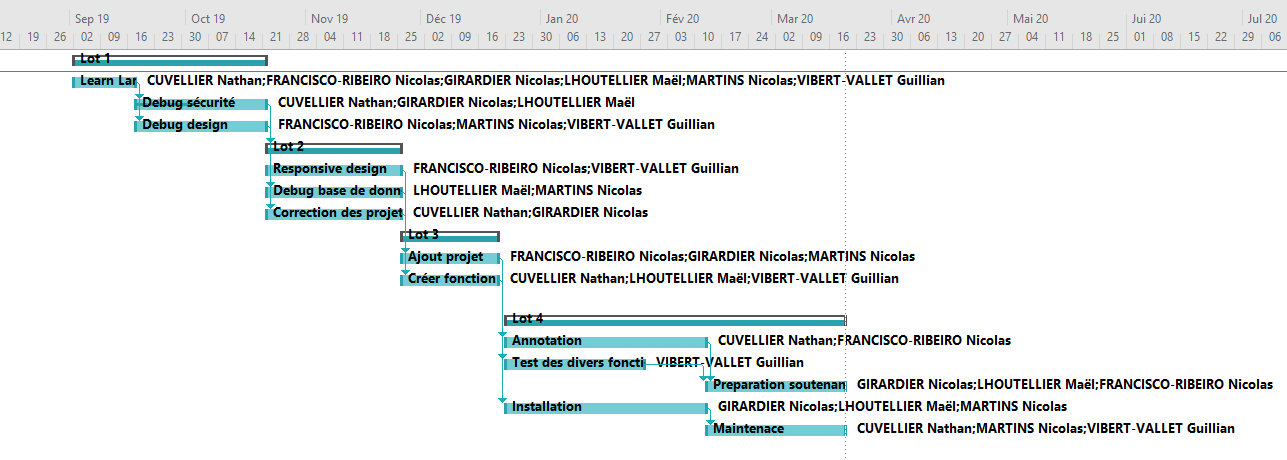 Sep 19 Oct 19 Nov 19 Déc 19 Jan 20 Fév 20 Mar 20 Avr 20 Mai 20 Jui 20 Jul 20
12 19 26 02 09 16 23 30 07 14 21 28 04 11 18 25 02 09 16 23 30 06 13 20 27 03 10 17 24 02 09 16 23 30 06 13 20 27 04 11 18 25 01 08 15 22 29 06
Lot 1
Learn Lan CUVELLIER Nathan;FRANCISCO-RIBEIRO Nicolas;GIRARDIER Nicolas;LHOUTELLIER Maël;MARTINS Nicolas;VIBERT-VALLET Guillian
Debug sécurité CUVELLIER Nathan;GIRARDIER Nicolas;LHOUTELLIER Maël
Debug design FRANCISCO-RIBEIRO Nicolas;MARTINS Nicolas;VIBERT-VALLET Guillian
Lot 2
Responsive design FRANCISCO-RIBEIRO Nicolas;VIBERT-VALLET Guillian
Debug base de donn LHOUTELLIER Maël;MARTINS Nicolas
Correction des projet CUVELLIER Nathan;GIRARDIER Nicolas
Lot 3
Ajout projet FRANCISCO-RIBEIRO Nicolas;GIRARDIER Nicolas;MARTINS Nicolas
Créer fonction CUVELLIER Nathan;LHOUTELLIER Maël;VIBERT-VALLET Guillian
Lot 4
Annotation CUVELLIER Nathan;FRANCISCO-RIBEIRO Nicolas
Test des divers foncti VIBERT-VALLET Guillian
Preparation soutenan GIRARDIER Nicolas;LHOUTELLIER Maël;FRANCISCO-RIBEIRO Nicolas
Installation GIRARDIER Nicolas;LHOUTELLIER Maël;MARTINS Nicolas
Maintenace CUVELLIER Nathan;MARTINS Nicolas;VIBERT-VALLET Guillian